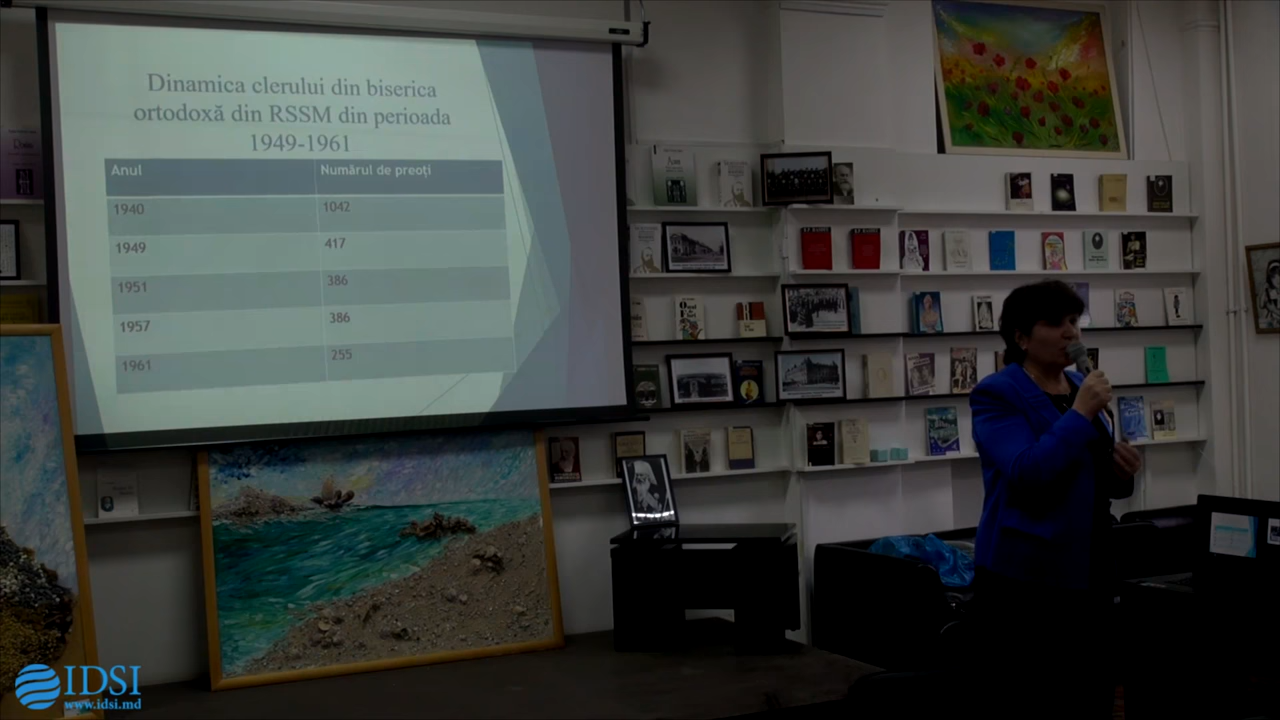 Dinamica clerului din biserica
ortodoxă din RSSM din perioada
1949-1961
Anul Numărul de preoți
1940 1042
1949 417
1951 386
1957 386
1961 255
IDSI
www.idsi.md